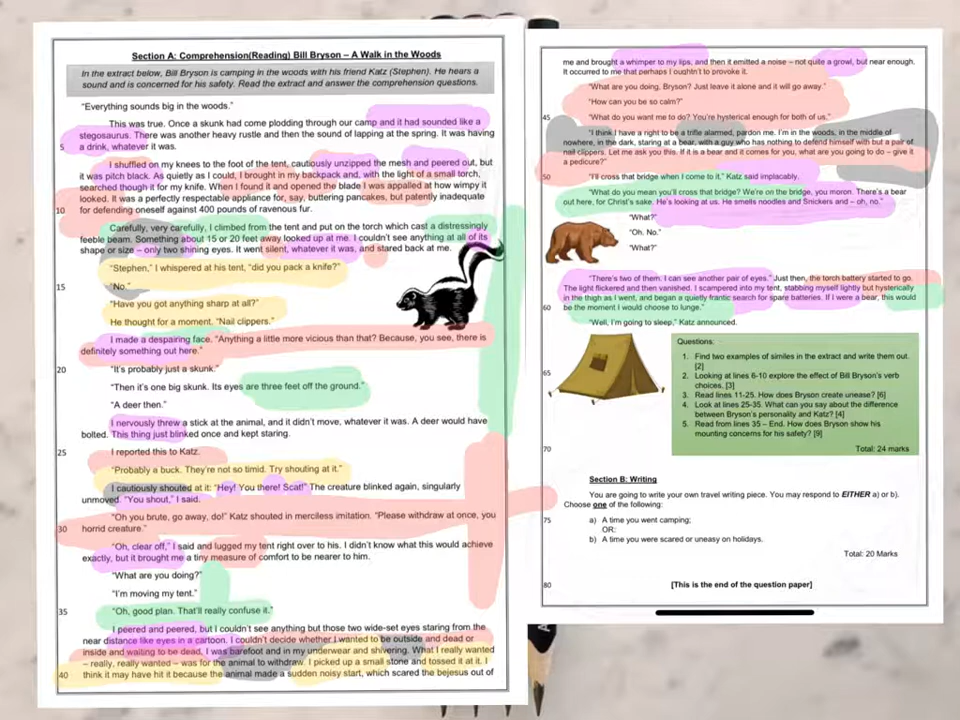 Section A: Comprehension(Reading) Bill Bryson – A Walk in the Woods
In the extract below, Bill Bryson is camping in the woods with his friend Katz (Stephen). He hears a
sound and is concerned for his safety. Read the extract and answer the comprehension questions.
"Everything sounds big in the woods."
This was true. Once a skunk had come plodding through our camp and it had sounded like a
stegosaurus. There was another heavy rustle and then the sound of lapping at the spring. It was having
5 a drink, whatever it was.
I shuffled on my knees to the foot of the tent, cautiously unzipped the mesh and peered out, but
it was pitch black. As quietly as I could, I brought in my backpack and, with the light of a small torch,
searched though it for my knife. When I found it and opened the blade I was appalled at how wimpy it
looked. It was a perfectly respectable appliance for, say, buttering pancakes, but patently inadequate
10 for defending oneself against 400 pounds of ravenous fur.
Carefully, very carefully, I climbed from the tent and put on the torch which cast a distressingly
feeble beam. Something about 15 or 20 feet away looked up at me. I couldn't see anything at all of its
shape or size – only two shining eyes. It went silent, whatever it was, and stared back at me.
"Stephen," I whispered at his tent, "did you pack a knife?"
15 "No."
"Have you got anything sharp at all?"
He thought for a moment. "Nail clippers."
I made a despairing face. "Anything a little more vicious than that? Because, you see, there is
definitely something out here."
20 "It's probably just a skunk."
"Then it's one big skunk. Its eyes are three feet off the ground."
"A deer then."
I nervously threw a stick at the animal, and it didn't move, whatever it was. A deer would have
bolted. This thing just blinked once and kept staring.
25 I reported this to Katz.
"Probably a buck. They're not so timid. Try shouting at it."
I cautiously shouted at it: "Hey! You there! Scat!" The creature blinked again, singularly
unmoved. "You shout," I said.
"Oh you brute, go away, do!" Katz shouted in merciless imitation. "Please withdraw at once, you
30 horrid creature."
"Oh, clear off," I said and lugged my tent right over to his. I didn't know what this would achieve
exactly, but it brought me a tiny measure of comfort to be nearer to him.
"What are you doing?"
"I'm moving my tent."
35 "Oh, good plan. That'll really confuse it."
I peered and peered, but I couldn't see anything but those two wide-set eyes staring from the
near distance like eyes in a cartoon. I couldn't decide whether I wanted to be outside and dead or
inside and waiting to be dead. I was barefoot and in my underwear and shivering. What I really wanted
– really, really wanted – was for the animal to withdraw. I picked up a small stone and tossed it at it. I
40 think it may have hit it because the animal made a sudden noisy start, which scared the bejesus out of
me and brought a whimper to my lips, and then it emitted a noise – not quite a growl, but near enough.
It occurred to me that perhaps I oughtn't to provoke it.
"What are you doing, Bryson? Just leave it alone and it will go away."
"How can you be so calm?"
45 "What do you want me to do? You're hysterical enough for both of us."
"I think I have a right to be a trifle alarmed, pardon me. I'm in the woods, in the middle of
nowhere, in the dark, staring at a bear, with a guy who has nothing to defend himself with but a pair of
nail clippers. Let me ask you this. If it is a bear and it comes for you, what are you going to do – give it
a pedicure?"
50 "I'll cross that bridge when I come to it," Katz said implacably.
"What do you mean you'll cross that bridge? We're on the bridge, you moron. There's a bear
out here, for Christ's sake. He's looking at us. He smells noodles and Snickers and – oh, no."
"What?"
"Oh. No."
"What?"
"There's two of them. I can see another pair of eyes." Just then, the torch battery started to go.
The light flickered and then vanished. I scampered into my tent, stabbing myself lightly but hysterically
in the thigh as I went, and began a quietly frantic search for spare batteries. If I were a bear, this would
60 be the moment I would choose to lunge."
"Well, I'm going to sleep," Katz announced.
Questions:
1. Find two examples of similes in the extract and write them out.
[2]
2. Looking at lines 6-10 explore the effect of Bill Bryson's verb
choices. [3]
65
3. Read lines 11-25. How does Bryson create unease? [6]
4. Look at lines 25-35. What can you say about the difference
between Bryson's personality and Katz? [4]
5. Read from lines 35 – End. How does Bryson show his
mounting concerns for his safety? [9]
70 Total: 24 marks
Section B: Writing
You are going to write your own travel writing piece. You may respond to EITHER a) or b).
Choose one of the following:
75 a) A time you went camping;
OR:
b) A time you were scared or uneasy on holidays.
Total: 20 Marks
80 [This is the end of the question paper]